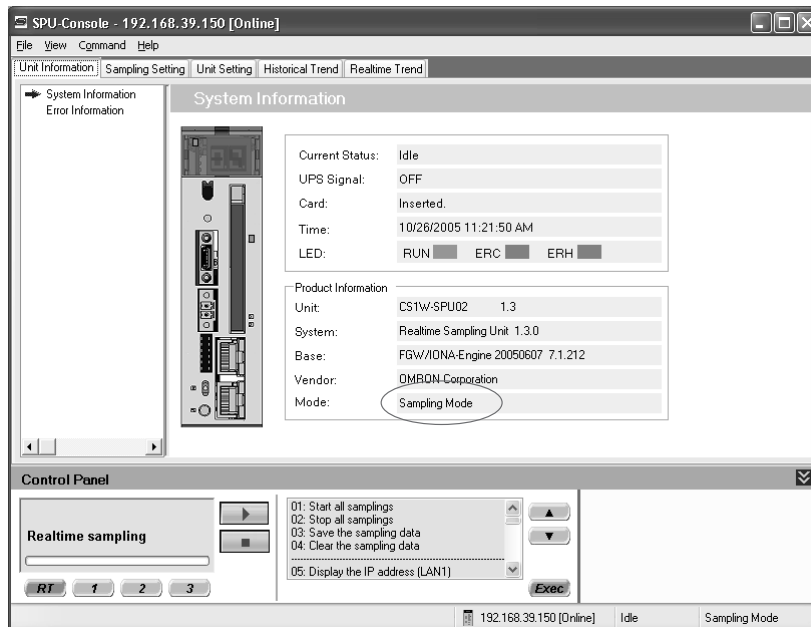 SPU-Console - 192.168.39.150 [Online]
File View Command Help
Unit Information Sampling Setting Unit Setting Historical Trend Realtime Trend
System Information
Error Information
System Information
Current Status: Idle
UPS Signal: OFF
Card: Inserted.
Time: 10/26/2005 11:21:50 AM
LED: RUN ERC ERH
Product Information
Unit: CS1W-SPU02 1.3
System: Realtime Sampling Unit 1.3.0
Base: FGW/IONA-Engine 20050607 7.1.212
Vendor: OMRON Corporation
Mode: Sampling Mode
Control Panel
Realtime sampling
RT 1 2 3
01: Start all samplings
02: Stop all samplings
03: Save the sampling data
04: Clear the sampling data
05: Display the IP address (LAN1)
Exec
192.168.39.150 [Online] Idle Sampling Mode